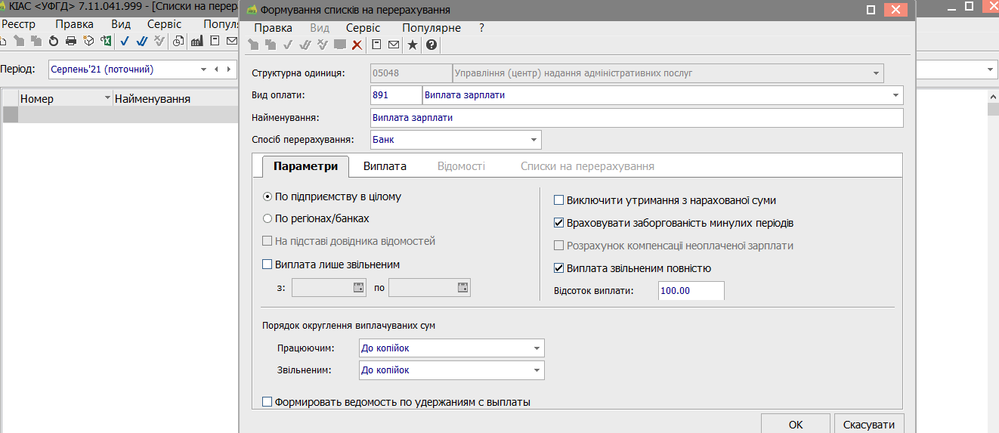 КІАС <УФГД> 7.11.041.999 - [Списки на перера
Формування списків на перерахування
Реєстр Правка Вид Сервіс Популя
Правка Вид Сервіс Популярне ?
Період: Серпень'21 (поточний)
Номер Найменування
Структурна одиниця: 05048 Управління (центр) надання адміністративних послуг
Вид оплати: 891 Виплата зарплати
Найменування: Виплата зарплати
Спосіб перерахування: Банк
Параметри Виплата Відомості Списки на перерахування
По підприємству в цілому
По регіонах/банках
На підставі довідника відомостей
Виплата лише звільненим
з: по
Виключити утримання з нарахованої суми
Враховувати заборгованість минулих періодів
Розрахунок компенсації неоплаченої зарплати
Виплата звільненим повністю
Відсоток виплати: 100.00
Порядок округлення виплачуваних сум
Працюючим: До копійок
Звільненим: До копійок
Формировать ведомость по удержаниям с выплаты
OK Скасувати